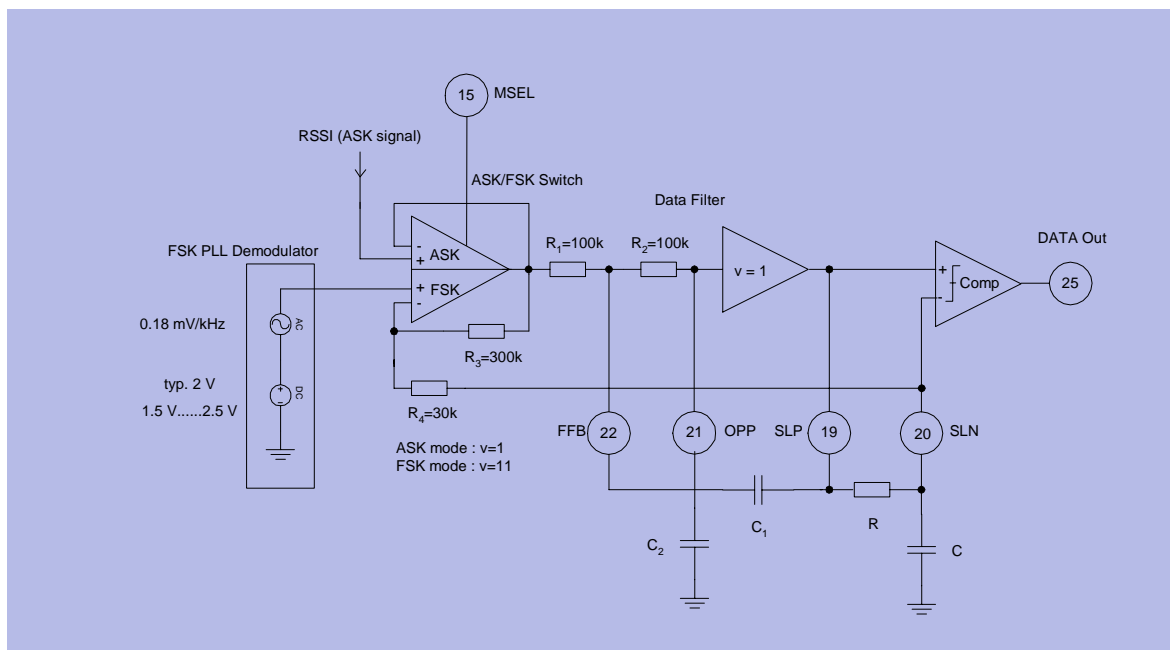 15
MSEL
RSSI (ASK signal)
ASK/FSK Switch
Data Filter
R1=100k
R2=100k
DATA Out
FSK PLL Demodulator
-
ASK
+
+
FSK
-
v = 1
+
Comp
-
25
0.18 mV/kHz
AC
R3=300k
typ. 2 V
1.5 V......2.5 V
+
-
DC
R4=30k
ASK mode : v=1
FSK mode : v=11
FFB
22
21
OPP
SLP
19
20
SLN
C1
R
C2
C